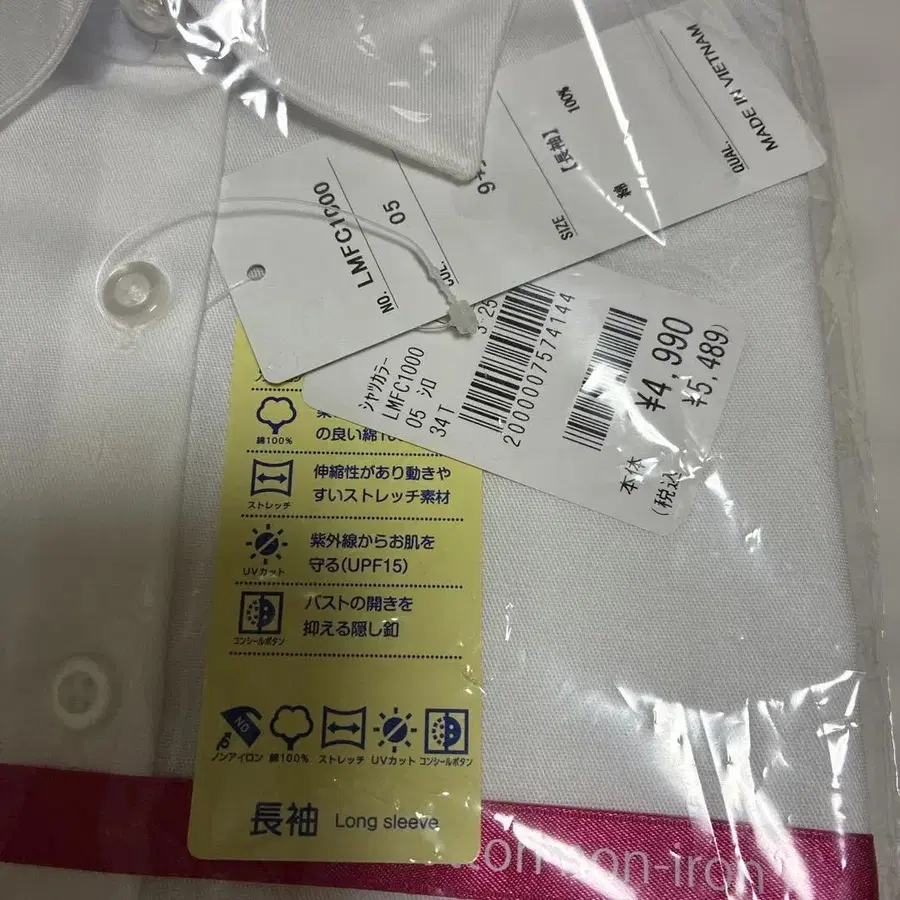 NO. LMFC1000
COL. 05
SIZE
【長袖】
綿 100%
QUAL.
MADE IN VIETNAM
シャツカラー
LMFC1000
05 シロ
34T
2000007574144
本体 ¥4,990
(税込 ¥5,489)
綿100%
の良い綿
ストレッチ
伸縮性があり動きや
すいストレッチ素材
UVカット
紫外線からお肌を
守る(UPF15)
コンシールボタン
バストの開きを
抑える隠し釦
NO
ノンアイロン 綿100% ストレッチ UVカット コンシールボタン
長袖 Long sleeve
non-iron